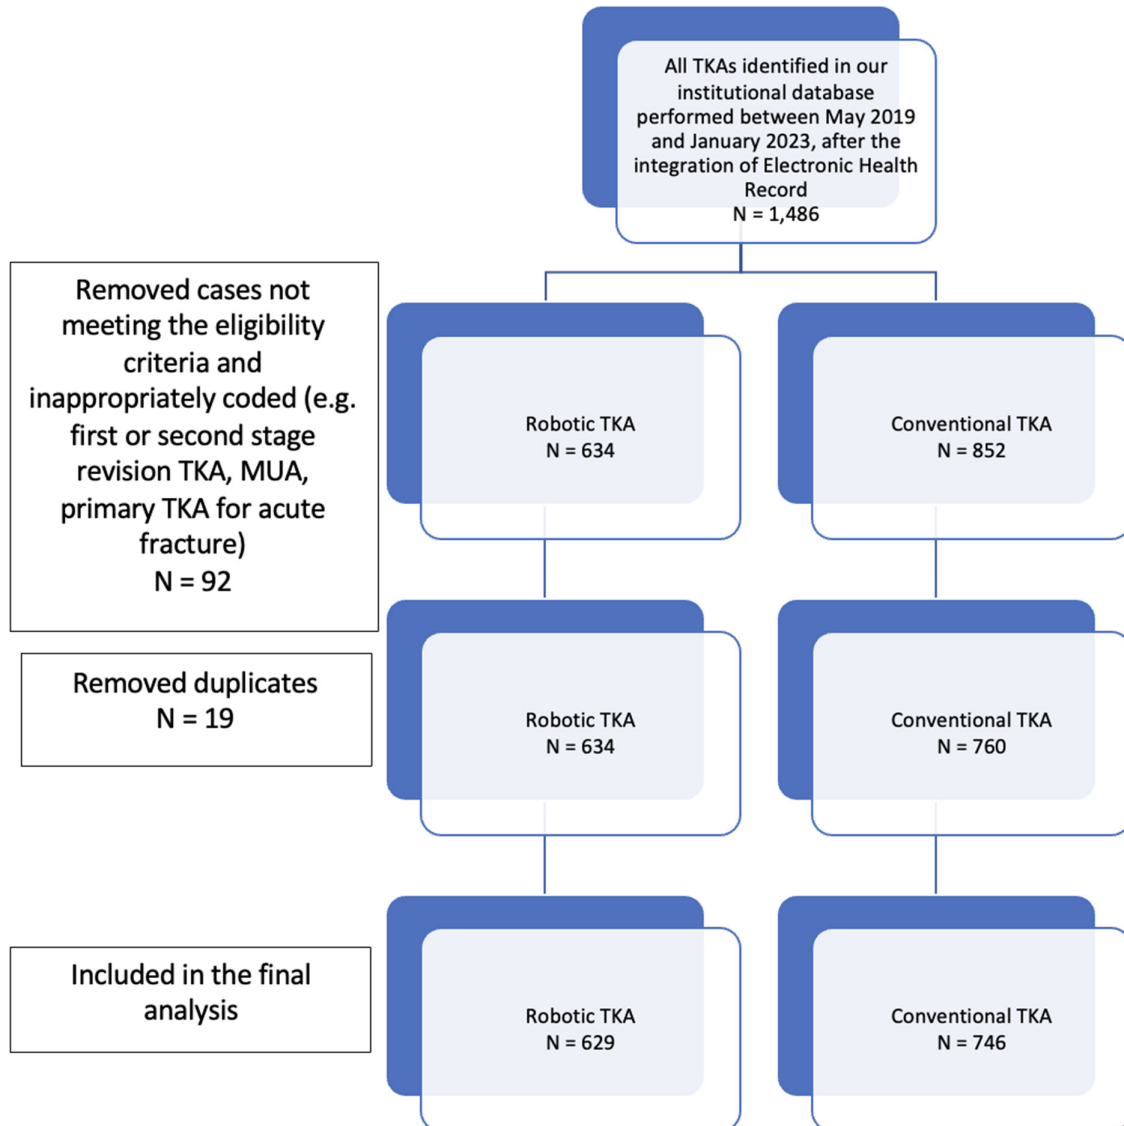 All TKAs identified in our
institutional database
performed between May 2019
and January 2023, after the
integration of Electronic Health
Record
N = 1,486
Removed cases not
meeting the eligibility
criteria and
inappropriately coded (e.g.
first or second stage
revision TKA, MUA,
primary TKA for acute
fracture)
N = 92
Robotic TKA
N = 634
Conventional TKA
N = 852
Removed duplicates
N = 19
Robotic TKA
N = 634
Conventional TKA
N = 760
Included in the final
analysis
Robotic TKA
N = 629
Conventional TKA
N = 746